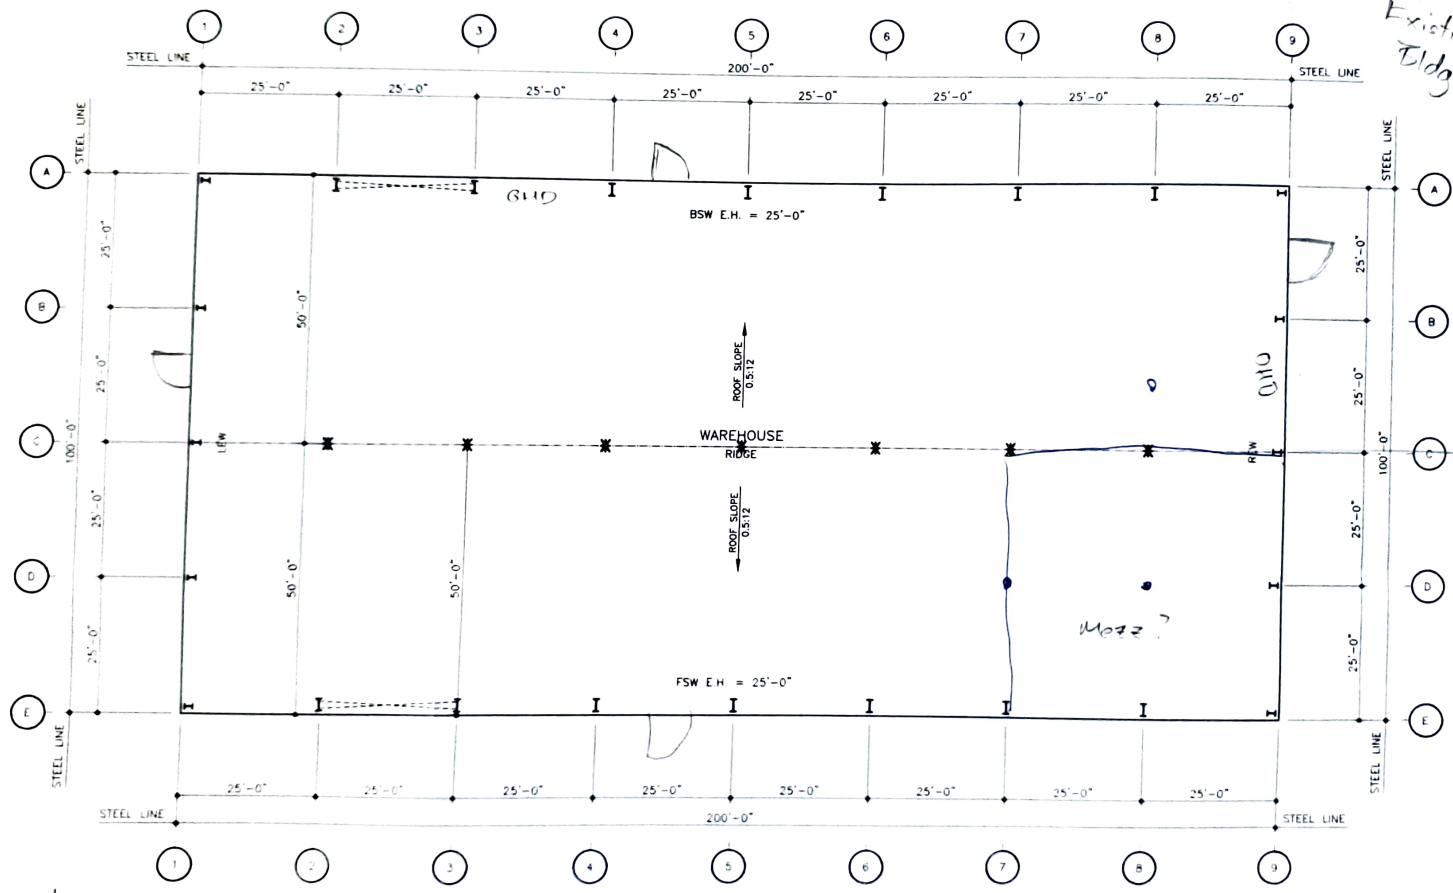 1 2 3 4 5 6 7 8 9
Existi
Bldg
STEEL LINE 200'-0" STEEL LINE
25'-0" 25'-0" 25'-0" 25'-0" 25'-0" 25'-0" 25'-0" 25'-0"
STEEL LINE
STEEL LINE
A A
OHD
BSW E.H. = 25'-0"
25'-0" 25'-0"
B B
50'-0"
ROOF SLOPE
0.5:12
OHD
25'-0" 25'-0"
C C
100'-0" 100'-0"
LEW
WAREHOUSE
RIDGE
REW
ROOF SLOPE
0.5:12
25'-0" 25'-0"
50'-0" 50'-0"
D D
Mezz?
25'-0" 25'-0"
FSW E.H. = 25'-0"
E E
STEEL LINE
STEEL LINE
25'-0" 25'-0" 25'-0" 25'-0" 25'-0" 25'-0" 25'-0" 25'-0"
STEEL LINE 200'-0" STEEL LINE
1 2 3 4 5 6 7 8 9